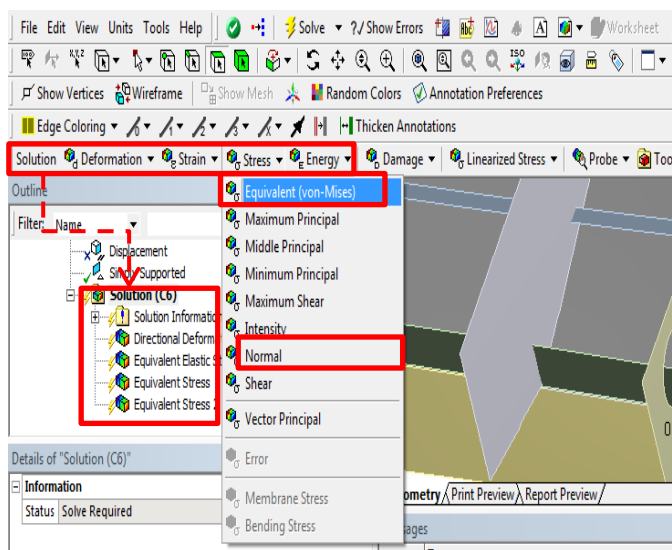 File Edit View Units Tools Help Solve ?/ Show Errors Worksheet
Show Vertices Wireframe Show Mesh Random Colors Annotation Preferences
Edge Coloring Thicken Annotations
Solution Deformation Strain Stress Energy Damage Linearized Stress Probe Too
Outline
Filter: Name
Displacement
Supported
Solution (C6)
Solution Informatio
Directional Deform
Equivalent Elastic S
Equivalent Stress
Equivalent Stress 2
Equivalent (von-Mises)
Maximum Principal
Middle Principal
Minimum Principal
Maximum Shear
Intensity
Normal
Shear
Vector Principal
Error
Membrane Stress
Bending Stress
0
Details of "Solution (C6)"
Information
Status Solve Required
ometry Print Preview Report Preview
ages